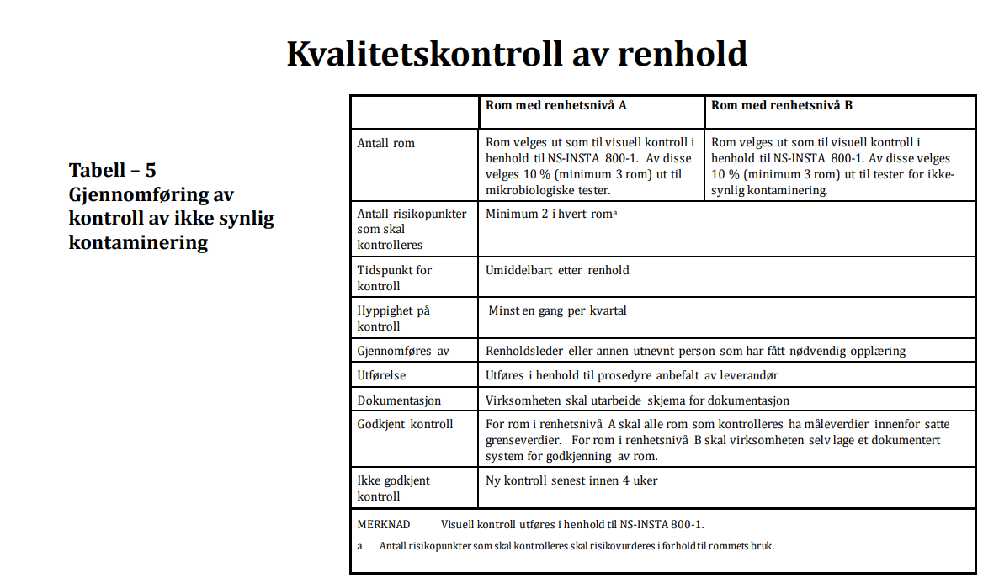 Kvalitetskontroll av renhold
Tabell – 5
Gjennomføring av
kontroll av ikke synlig
kontaminering
Rom med renhetsnivå A
Rom med renhetsnivå B
Antall rom
Rom velges ut som til visuell kontroll i
henhold til NS-INSTA 800-1. Av disse
velges 10 % (minimum 3 rom) ut til
mikrobiologiske tester.
Rom velges ut som til visuell kontroll i
henhold til NS-INSTA 800-1. Av disse velges
10 % (minimum 3 rom) ut til tester for ikke-
synlig kontaminering.
Antall risikopunkter
som skal
kontrolleres
Minimum 2 i hvert romᵃ
Tidspunkt for
kontroll
Umiddelbart etter renhold
Hyppighet på
kontroll
Minst en gang per kvartal
Gjennomføres av
Renholdsleder eller annen utnevnt person som har fått nødvendig opplæring
Utførelse
Utføres i henhold til prosedyre anbefalt av leverandør
Dokumentasjon
Virksomheten skal utarbeide skjema for dokumentasjon
Godkjent kontroll
For rom i renhetsnivå A skal alle rom som kontrolleres ha måleverdier innenfor satte
grenseverdier. For rom i renhetsnivå B skal virksomheten selv lage et dokumentert
system for godkjenning av rom.
Ikke godkjent
kontroll
Ny kontroll senest innen 4 uker
MERKNAD Visuell kontroll utføres i henhold til NS-INSTA 800-1.
a Antall risikopunkter som skal kontrolleres skal risikovurderes i forhold til rommets bruk.